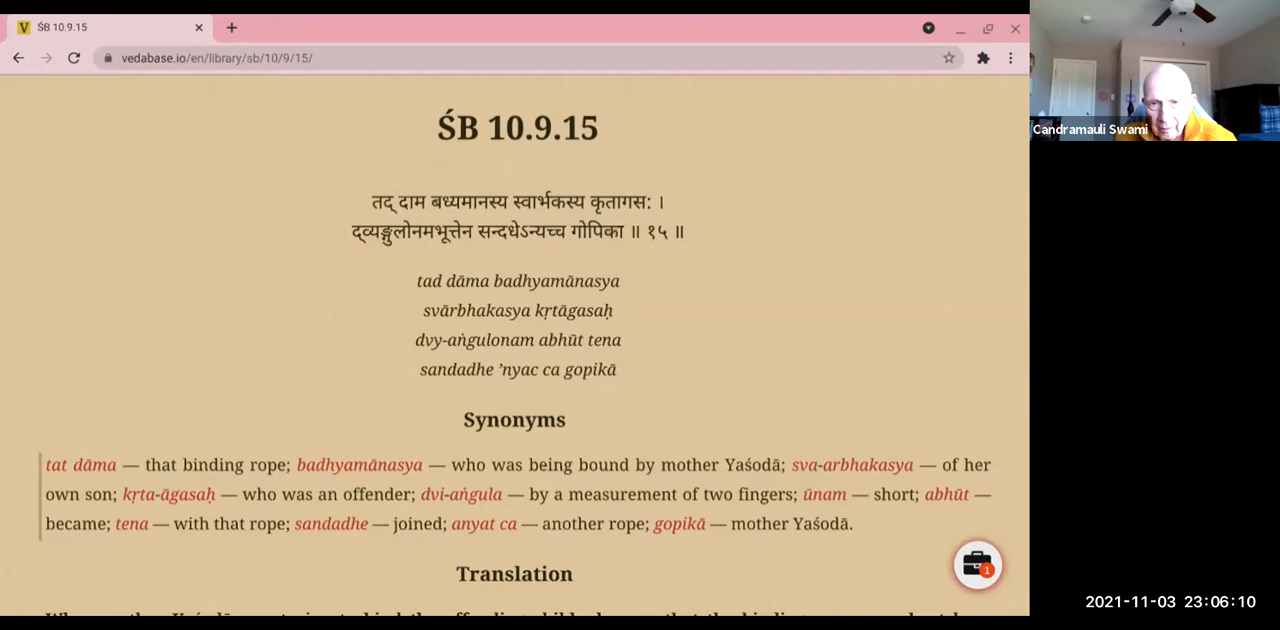 ŚB 10.9.15
vedabase.io/en/library/sb/10/9/15/
ŚB 10.9.15
तद् दाम बध्यमानस्य स्वार्भकस्य कृतागस: ।
द्‌व्यङ्गुलोनमभूत्तेन सन्दधेऽन्यच्च गोपिका ॥ १५ ॥
tad dāma badhyamānasya
svārbhakasya kṛtāgasaḥ
dvy-aṅgulonam abhūt tena
sandadhe ’nyac ca gopikā
Synonyms
tat dāma — that binding rope; badhyamānasya — who was being bound by mother Yaśodā; sva-arbhakasya — of her
own son; kṛta-āgasaḥ — who was an offender; dvi-aṅgula — by a measurement of two fingers; ūnam — short; abhūt —
became; tena — with that rope; sandadhe — joined; anyat ca — another rope; gopikā — mother Yaśodā.
Translation
1
Candramauli Swami
2021-11-03 23:06:10